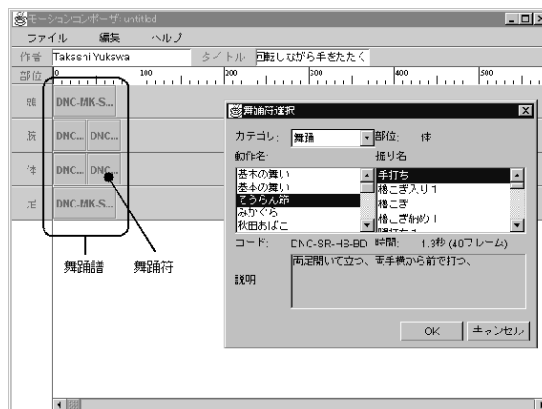 モーションコンポーザ: untitled
ファイル 編集 ヘルプ
作者 Takashi Yukawa タイトル 回転しながら手をたたく
部位 0 100 200 300 400 500
頭 DNC-MK-S...
腕 DNC... DNC...
体 DNC... DNC...
足 DNC-MK-S...
舞踊譜 舞踊符
舞踊符選択
カテゴリ: 舞踊 部位: 体
動作名: 振り名
基本の舞い 手打ち
基本の舞い 櫓こぎ入り1
てうらん節 櫓こぎ
みかぐら 櫓こぎ斜め1
秋田おばこ
コード: DNC-SR-HS-BD 時間: 1.3秒 (40フレーム)
説明 両足開いて立つ、両手横から前で打つ、
OK キャンセル